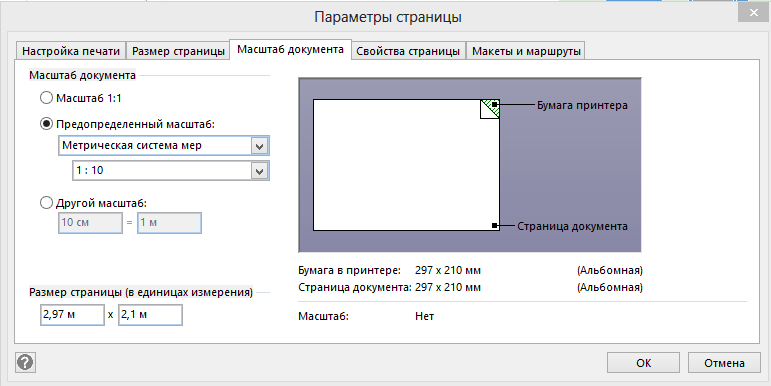 Параметры страницы
Настройка печати Размер страницы Масштаб документа Свойства страницы Макеты и маршруты
Масштаб документа
Масштаб 1:1
Предопределенный масштаб:
Метрическая система мер
1 : 10
Другой масштаб:
10 см = 1 м
Размер страницы (в единицах измерения)
2,97 м x 2,1 м
Бумага принтера
Страница документа
Бумага в принтере: 297 x 210 мм (Альбомная)
Страница документа: 297 x 210 мм (Альбомная)
Масштаб: Нет
?
ОК Отмена